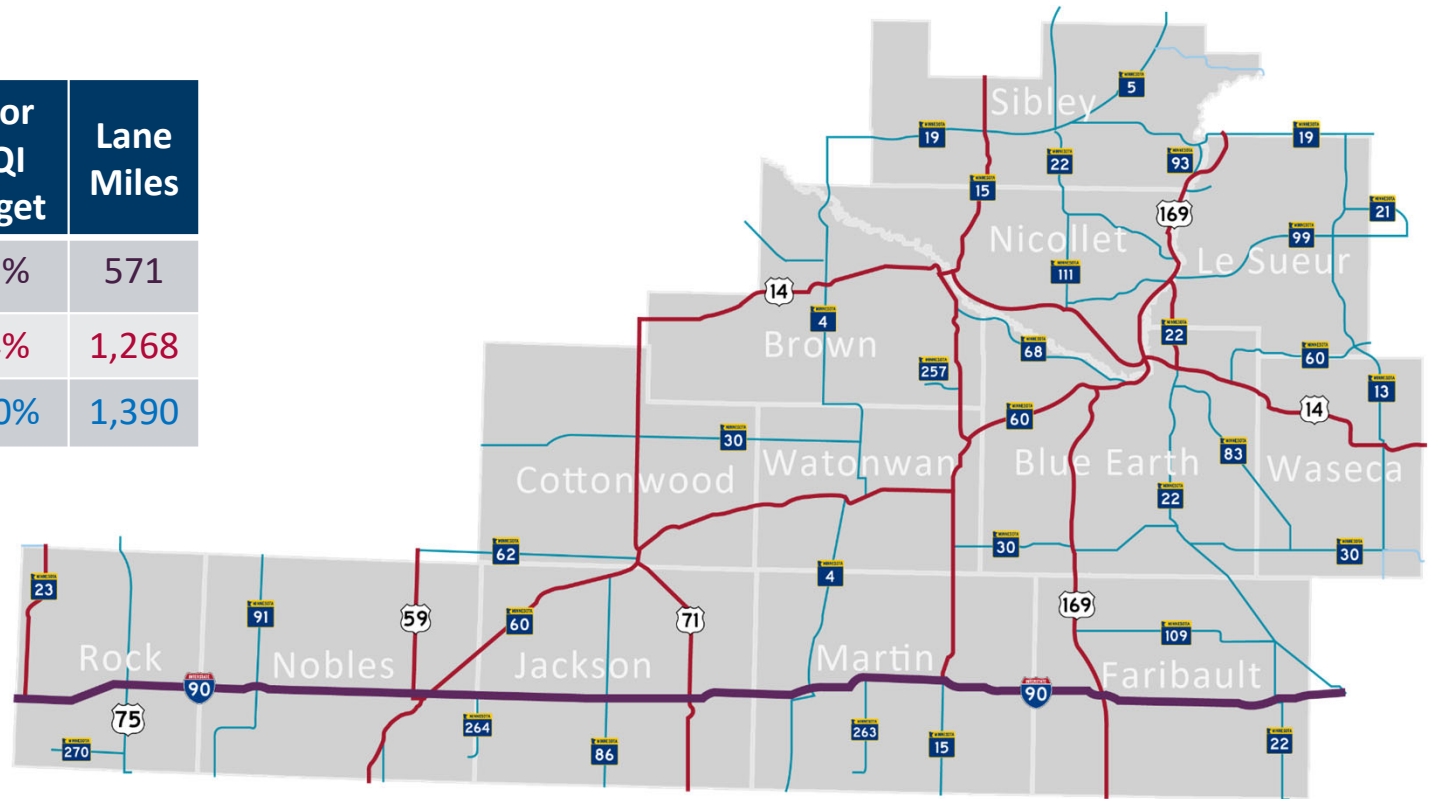 or
QI
get
Lane
Miles
%
571
%
1,268
0%
1,390
5
Sibley
19
22
93
19
15
169
21
Nicollet
99
111
Le Sueur
14
4
22
Brown
68
60
257
13
60
14
30
83
Cottonwood
Watonwan
Blue Earth
Waseca
22
62
30
30
23
4
91
59
60
71
169
109
Rock
Nobles
Jackson
Martin
Faribault
90
90
75
270
264
86
263
15
22